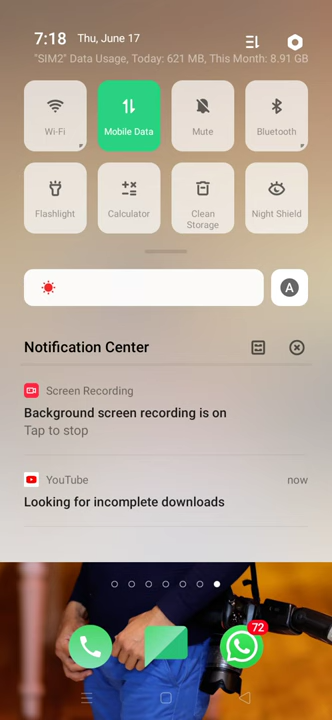 7:18 Thu, June 17
"SIM2" Data Usage, Today: 621 MB, This Month: 8.91 GB
Wi-Fi
Mobile Data
Mute
Bluetooth
Flashlight
Calculator
Clean
Storage
Night Shield
A
Notification Center
Screen Recording
Background screen recording is on
Tap to stop
YouTube now
Looking for incomplete downloads
72